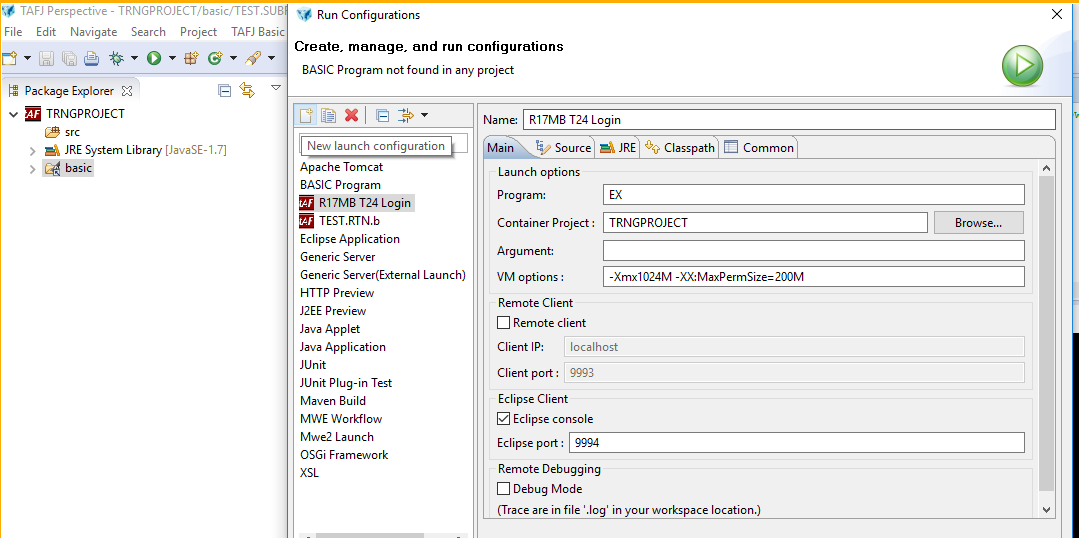 TAFJ Perspective - TRNGPROJECT/basic/TEST.SUBR
File Edit Navigate Search Project TAFJ Basic
Package Explorer
TRNGPROJECT
src
JRE System Library [JavaSE-1.7]
basic
Run Configurations
Create, manage, and run configurations
BASIC Program not found in any project
New launch configuration
Apache Tomcat
BASIC Program
R17MB T24 Login
TEST.RTN.b
Eclipse Application
Generic Server
Generic Server(External Launch)
HTTP Preview
J2EE Preview
Java Applet
Java Application
JUnit
JUnit Plug-in Test
Maven Build
MWE Workflow
Mwe2 Launch
OSGi Framework
XSL
Name: R17MB T24 Login
Main Source JRE Classpath Common
Launch options
Program: EX
Container Project : TRNGPROJECT Browse...
Argument:
VM options : -Xmx1024M -XX:MaxPermSize=200M
Remote Client
Remote client
Client IP: localhost
Client port : 9993
Eclipse Client
Eclipse console
Eclipse port : 9994
Remote Debugging
Debug Mode
(Trace are in file '.log' in your workspace location.)